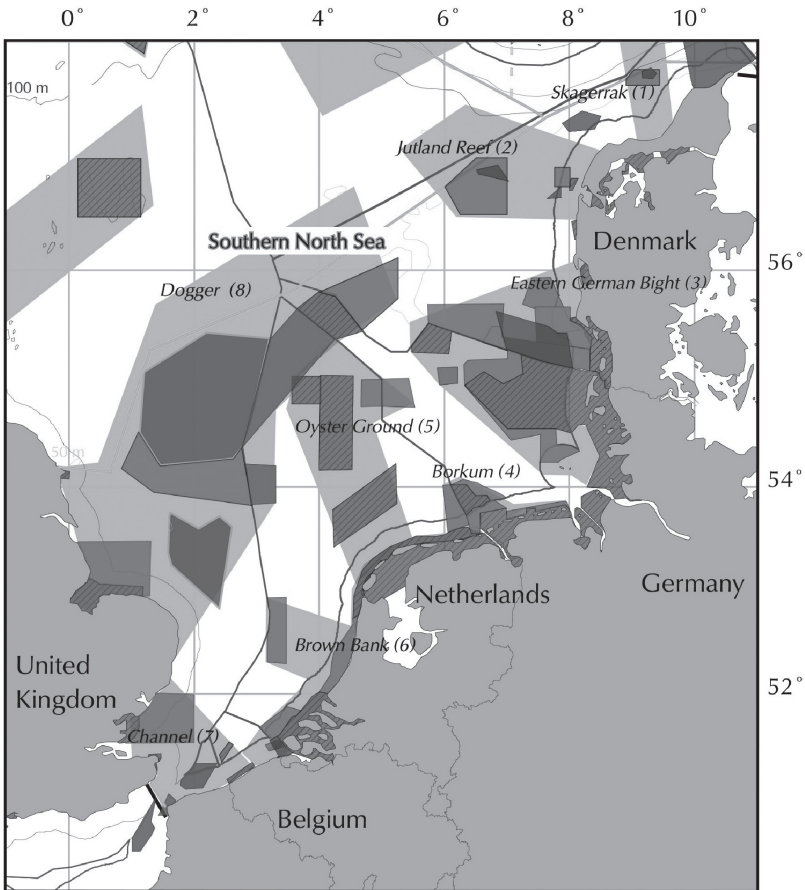 0° 2° 4° 6° 8° 10°
100 m
Skagerrak (1)
Jutland Reef (2)
Southern North Sea
Denmark
56°
Dogger (8)
Eastern German Bight (3)
Oyster Ground (5)
50 m
Borkum (4)
54°
Netherlands
Germany
Brown Bank (6)
United
Kingdom
52°
Channel (7)
Belgium